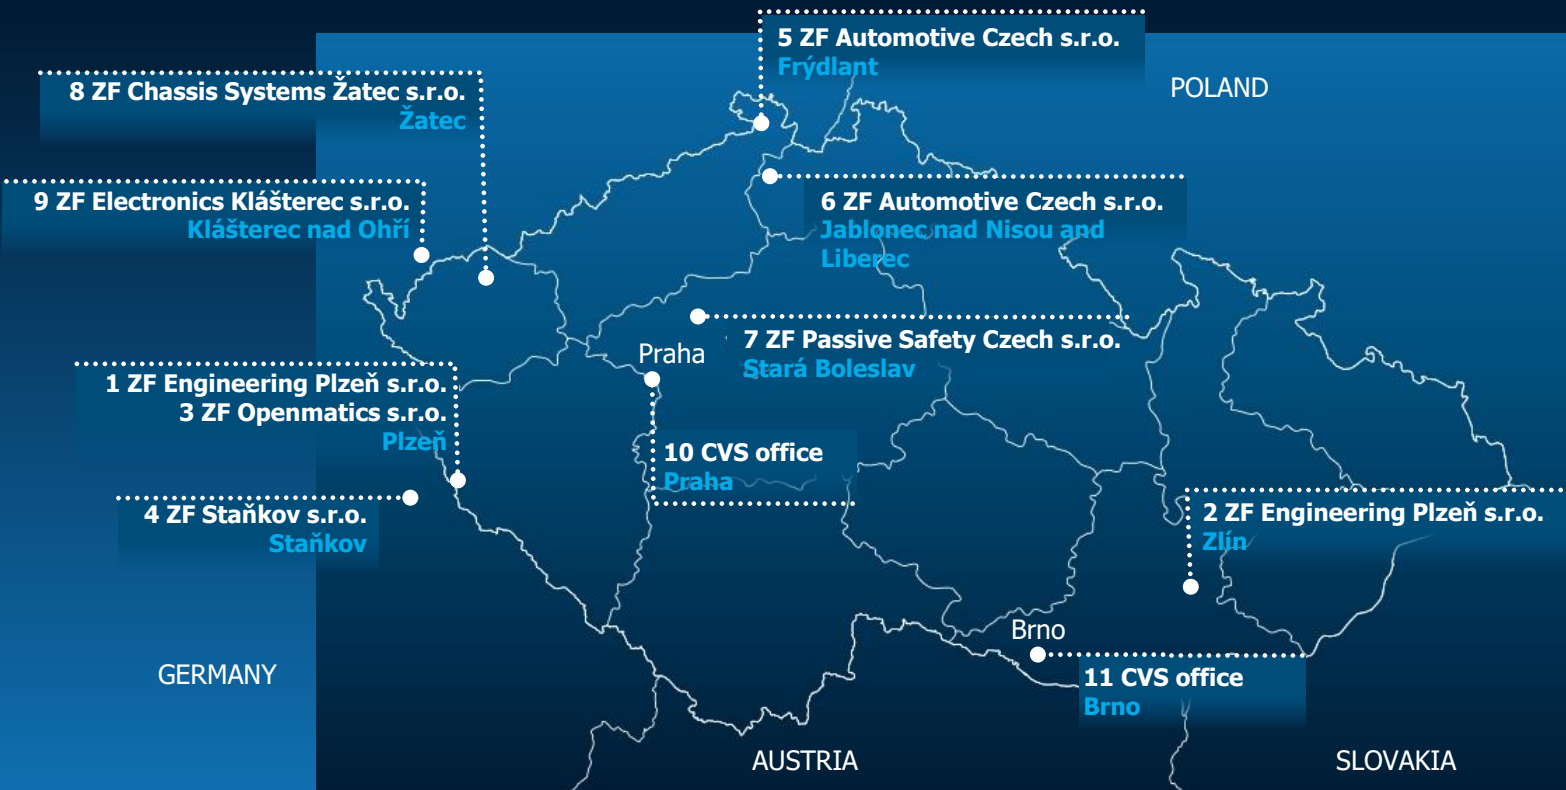 5 ZF Automotive Czech s.r.o.
Frýdlant
POLAND
8 ZF Chassis Systems Žatec s.r.o.
Žatec
9 ZF Electronics Klášterec s.r.o.
Klášterec nad Ohří
6 ZF Automotive Czech s.r.o.
Jablonec nad Nisou and
Liberec
7 ZF Passive Safety Czech s.r.o.
Stará Boleslav
Praha
1 ZF Engineering Plzeň s.r.o.
3 ZF Openmatics s.r.o.
Plzeň
10 CVS office
Praha
4 ZF Staňkov s.r.o.
Staňkov
2 ZF Engineering Plzeň s.r.o.
Zlín
Brno
11 CVS office
Brno
GERMANY
AUSTRIA
SLOVAKIA